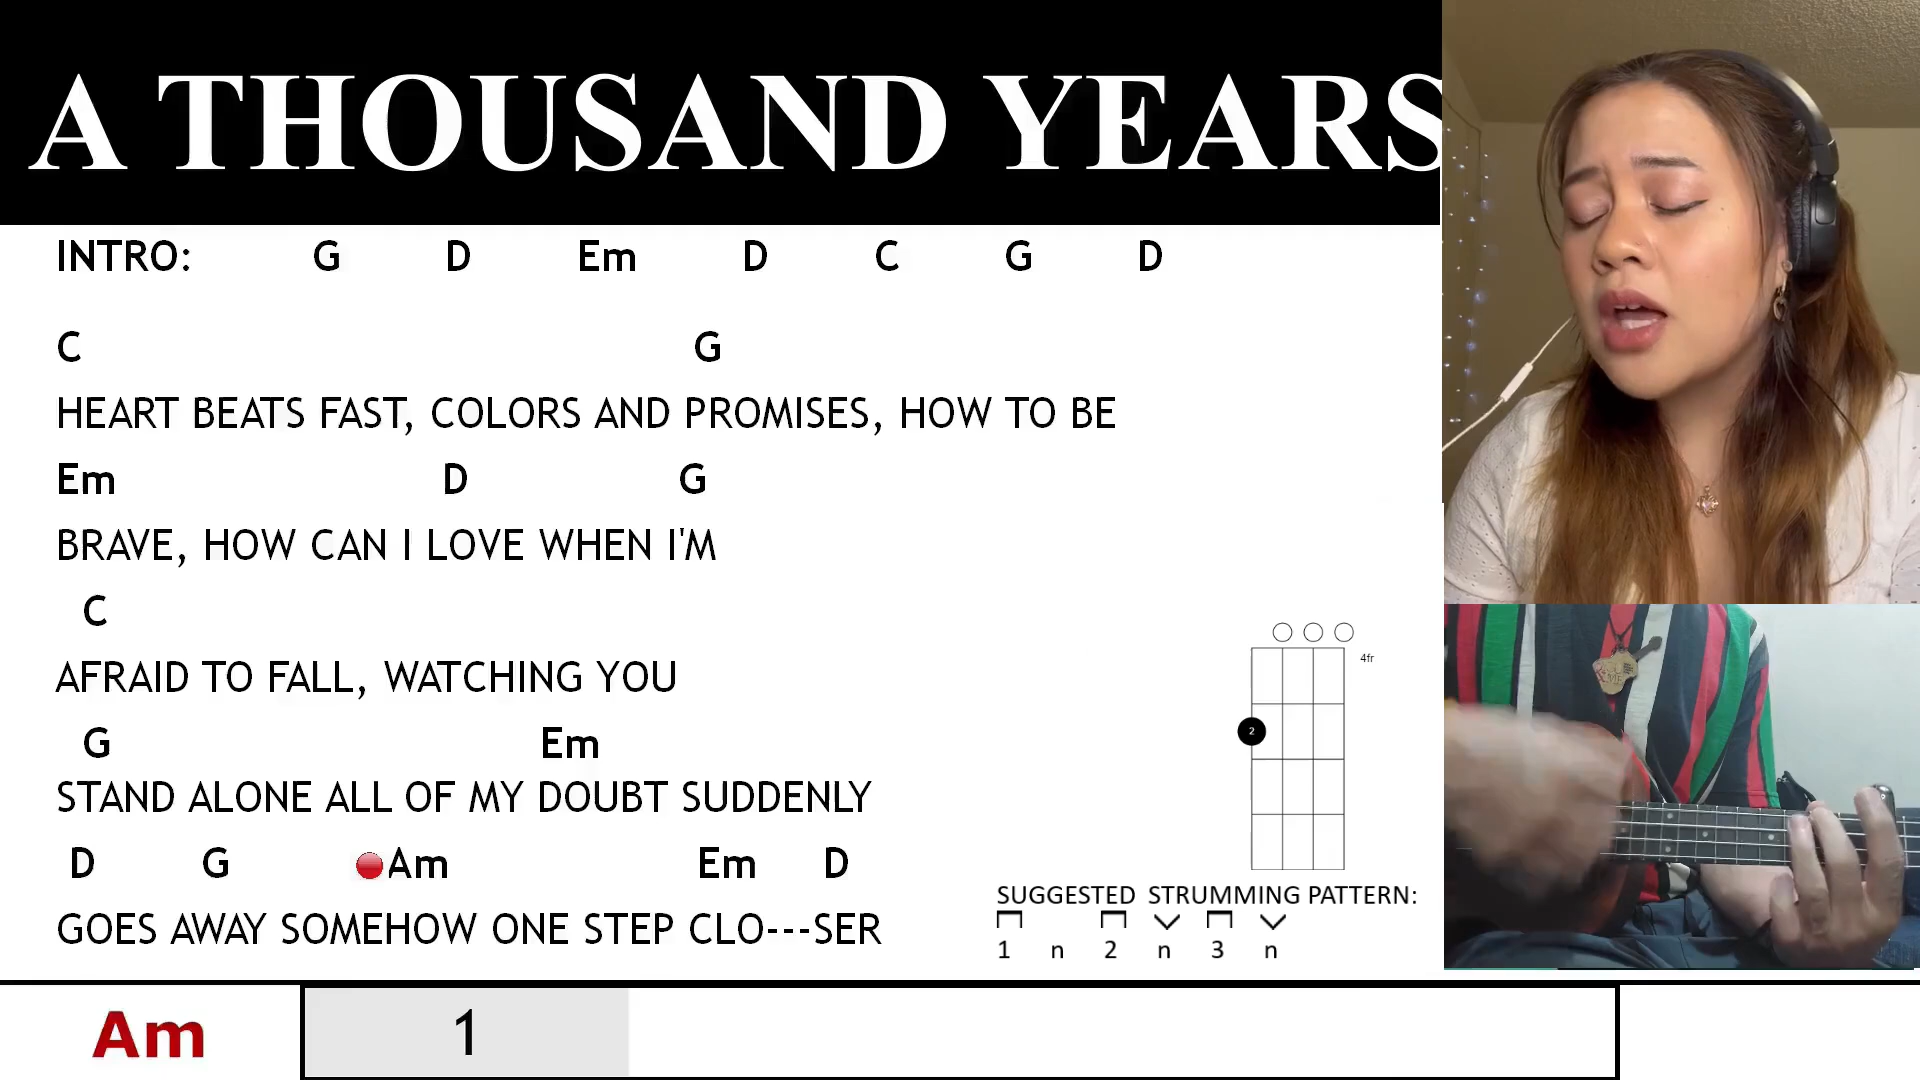 A THOUSAND YEARS
INTRO: G D Em D C G D
C G
HEART BEATS FAST, COLORS AND PROMISES, HOW TO BE
Em D G
BRAVE, HOW CAN I LOVE WHEN I'M
C
AFRAID TO FALL, WATCHING YOU
4fr
2
G Em
STAND ALONE ALL OF MY DOUBT SUDDENLY
D G Am Em D
GOES AWAY SOMEHOW ONE STEP CLO---SER
SUGGESTED STRUMMING PATTERN:
1 n 2 n 3 n
Am 1